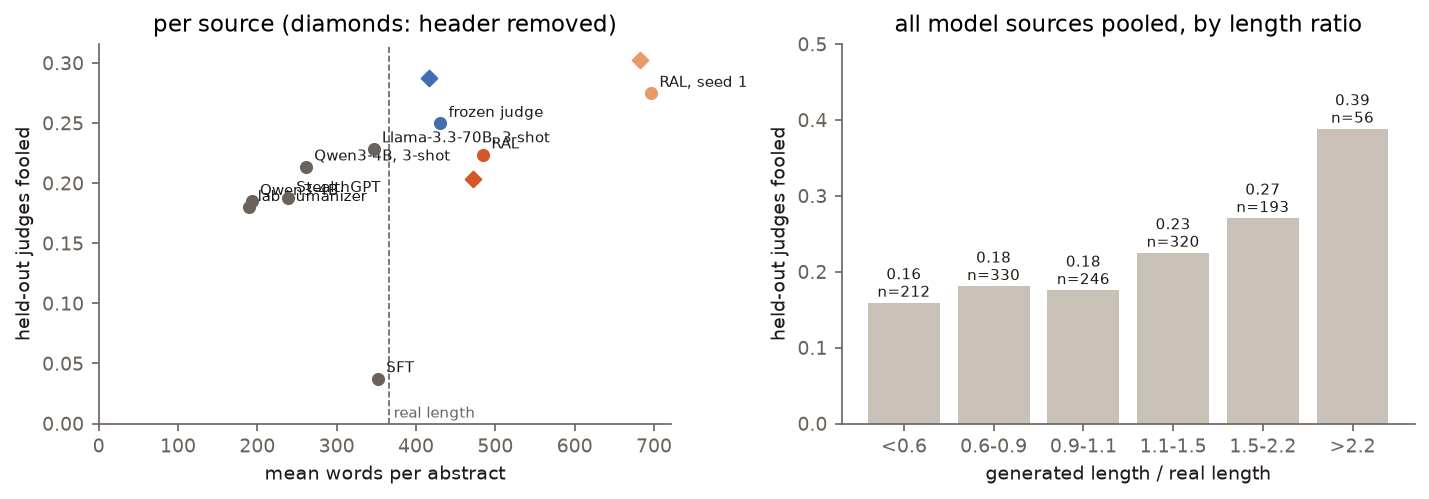 per source (diamonds: header removed)
held-out judges fooled
0.30
0.25
0.20
0.15
0.10
0.05
0.00
RAL, seed 1
frozen judge
Llama-3.3-70B, 3-shot
RAL
Qwen3-4B, 3-shot
StealthGPT
Qwen3-4B
humanizer
SFT
real length
0 100 200 300 400 500 600 700
mean words per abstract
all model sources pooled, by length ratio
held-out judges fooled
0.5
0.4
0.3
0.2
0.1
0.0
0.16
n=212
0.18
n=330
0.18
n=246
0.23
n=320
0.27
n=193
0.39
n=56
<0.6 0.6-0.9 0.9-1.1 1.1-1.5 1.5-2.2 >2.2
generated length / real length